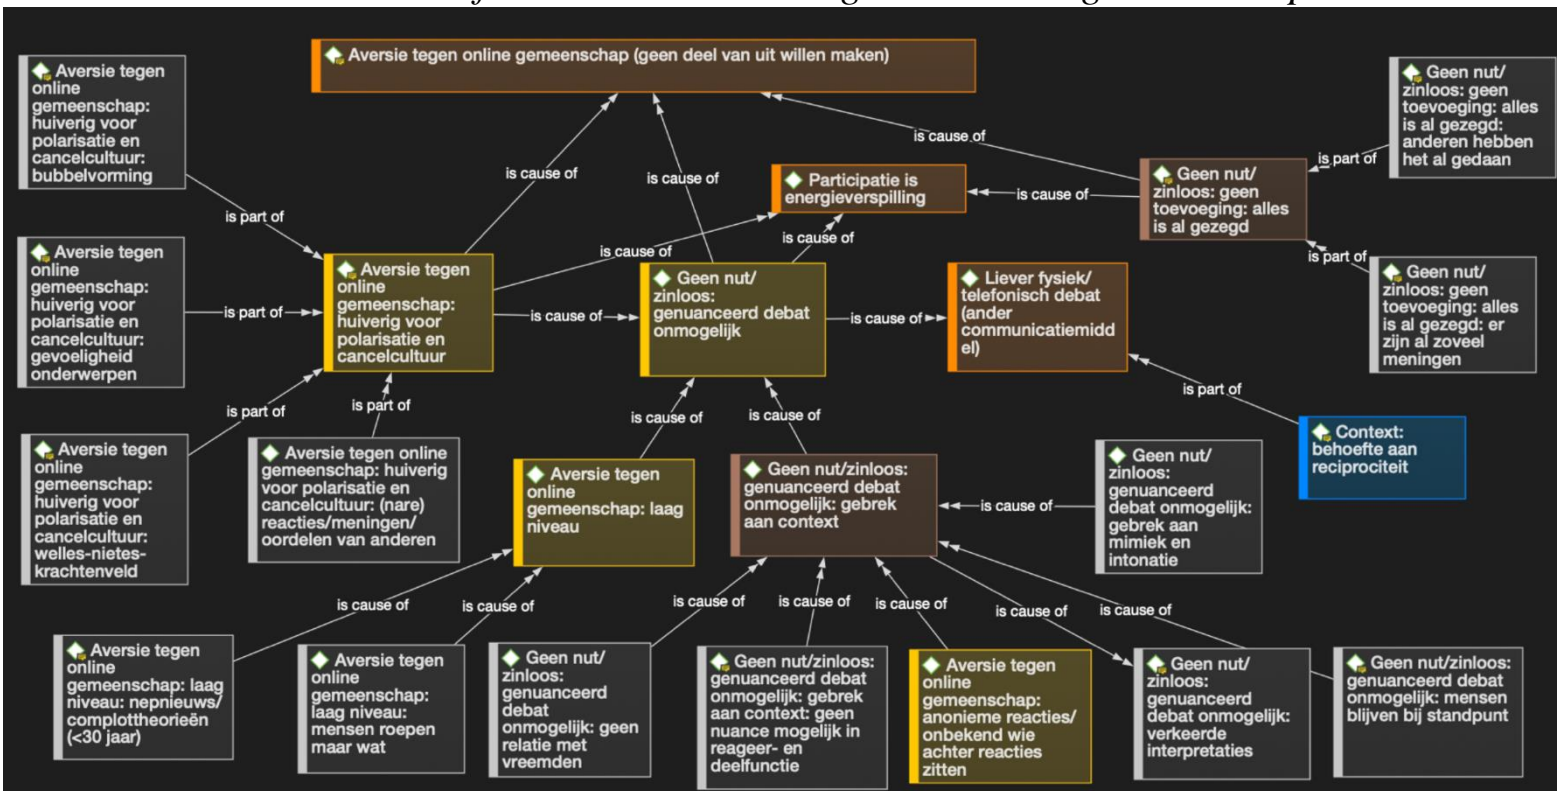 Aversie tegen online gemeenschap (geen deel van uit willen maken)
Aversie tegen
online
gemeenschap:
huiverig voor
polarisatie en
cancelcultuur:
bubbelvorming
Geen nut/
zinloos: geen
toevoeging: alles
is al gezegd:
anderen hebben
het al gedaan
is cause of
is cause of
is cause of
is part of
Participatie is
energieverspilling
is cause of
Geen nut/
zinloos: geen
toevoeging: alles
is al gezegd
is part of
is cause of
is cause of
is part of
Aversie tegen
online
gemeenschap:
huiverig voor
polarisatie en
cancelcultuur:
gevoeligheid
onderwerpen
is part of
Aversie tegen
online
gemeenschap:
huiverig voor
polarisatie en
cancelcultuur
is cause of
Geen nut/
zinloos:
genuanceerd debat
onmogelijk
is cause of
Liever fysiek/
telefonisch debat
(ander
communicatiemidd
el)
Geen nut/
zinloos: geen
toevoeging: alles
is al gezegd: er
zijn al zoveel
meningen
is part of
is part of
is part of
is cause of
is cause of
Aversie tegen
online
gemeenschap:
huiverig voor
polarisatie en
cancelcultuur:
welles-nietes-
krachtenveld
Aversie tegen online
gemeenschap: huiverig
voor polarisatie en
cancelcultuur: (nare)
reacties/meningen/
oordelen van anderen
Aversie tegen
online
gemeenschap: laag
niveau
Geen nut/zinloos:
genuanceerd debat
onmogelijk: gebrek
aan context
is cause of
Geen nut/
zinloos:
genuanceerd
debat onmogelijk:
gebrek aan
mimiek en
intonatie
Context:
behoefte aan
reciprociteit
is cause of
is cause of
is cause of
is cause of
is cause of
is cause of
is cause of
Aversie tegen
online
gemeenschap: laag
niveau: nepnieuws/
complottheorieën
(<30 jaar)
Aversie tegen
online
gemeenschap:
laag niveau:
mensen roepen
maar wat
Geen nut/
zinloos:
genuanceerd
debat
onmogelijk: geen
relatie met
vreemden
Geen nut/zinloos:
genuanceerd debat
onmogelijk: gebrek
aan context: geen
nuance mogelijk in
reageer- en
deelfunctie
Aversie tegen
online
gemeenschap:
anonieme reacties/
onbekend wie
achter reacties
zitten
Geen nut/
zinloos:
genuanceerd
debat onmogelijk:
verkeerde
interpretaties
Geen nut/zinloos:
genuanceerd debat
onmogelijk: mensen
blijven bij standpunt